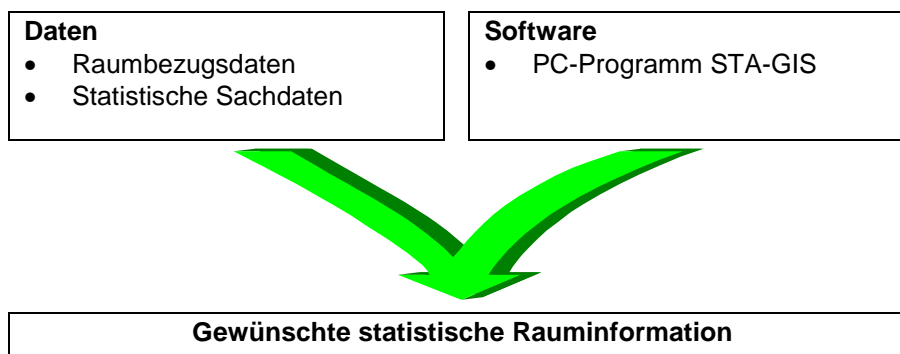 Daten
• Raumbezugsdaten
• Statistische Sachdaten
Software
• PC-Programm STA-GIS
Gewünschte statistische Rauminformation